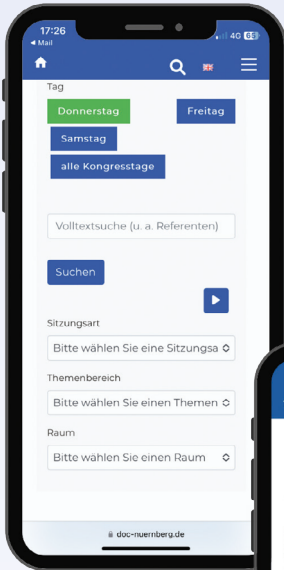 17:26
4G 63
◀ Mail
Tag
Donnerstag Freitag
Samstag
alle Kongresstage
Volltextsuche (u. a. Referenten)
Suchen
Sitzungsart
Bitte wählen Sie eine Sitzungsa
Themenbereich
Bitte wählen Sie einen Themen
Raum
Bitte wählen Sie einen Raum
doc-nuernberg.de